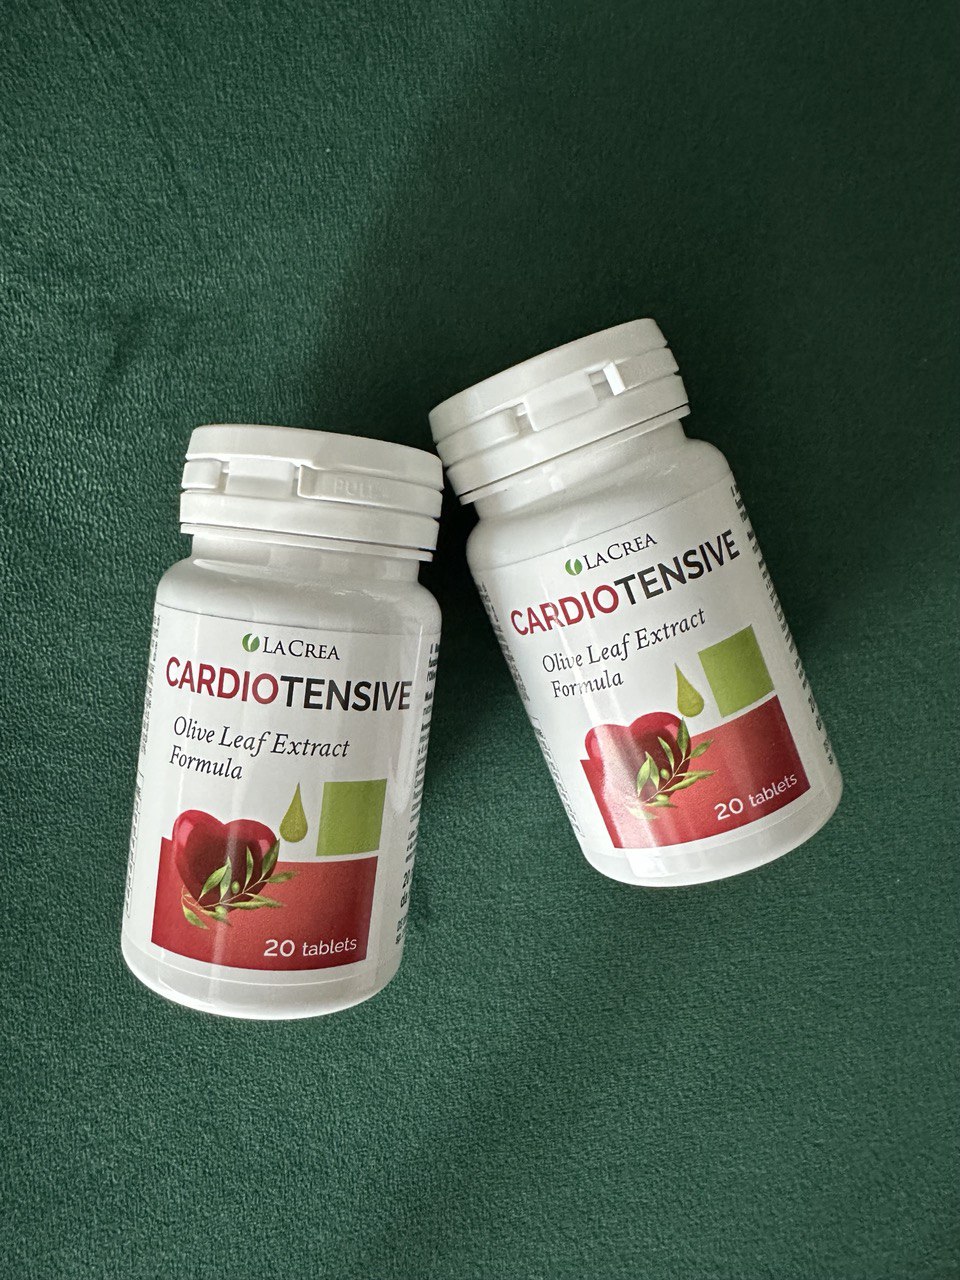 LACREA
CARDIOTENSIVE
Olive Leaf Extract
Formula
20 tablets
LACREA
CARDIOTENSIVE
Olive Leaf Extract
Formula
20 tablets